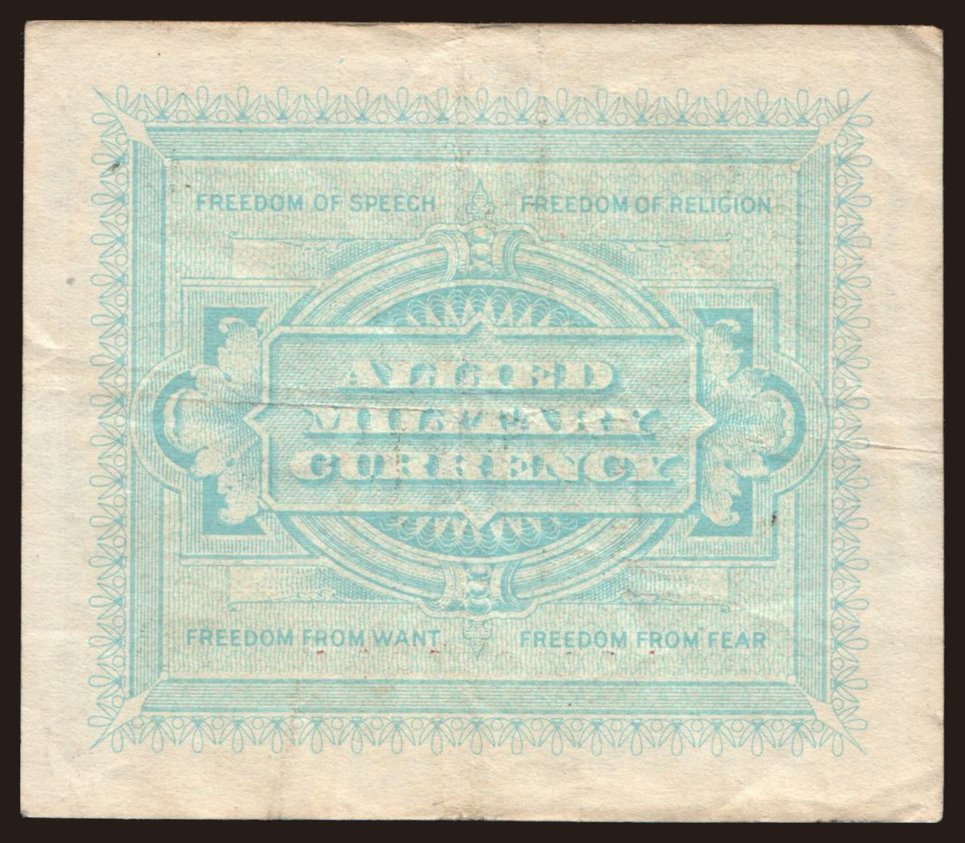 FREEDOM OF SPEECH FREEDOM OF RELIGION
ALLIED
MILITARY
CURRENCY
FREEDOM FROM WANT FREEDOM FROM FEAR